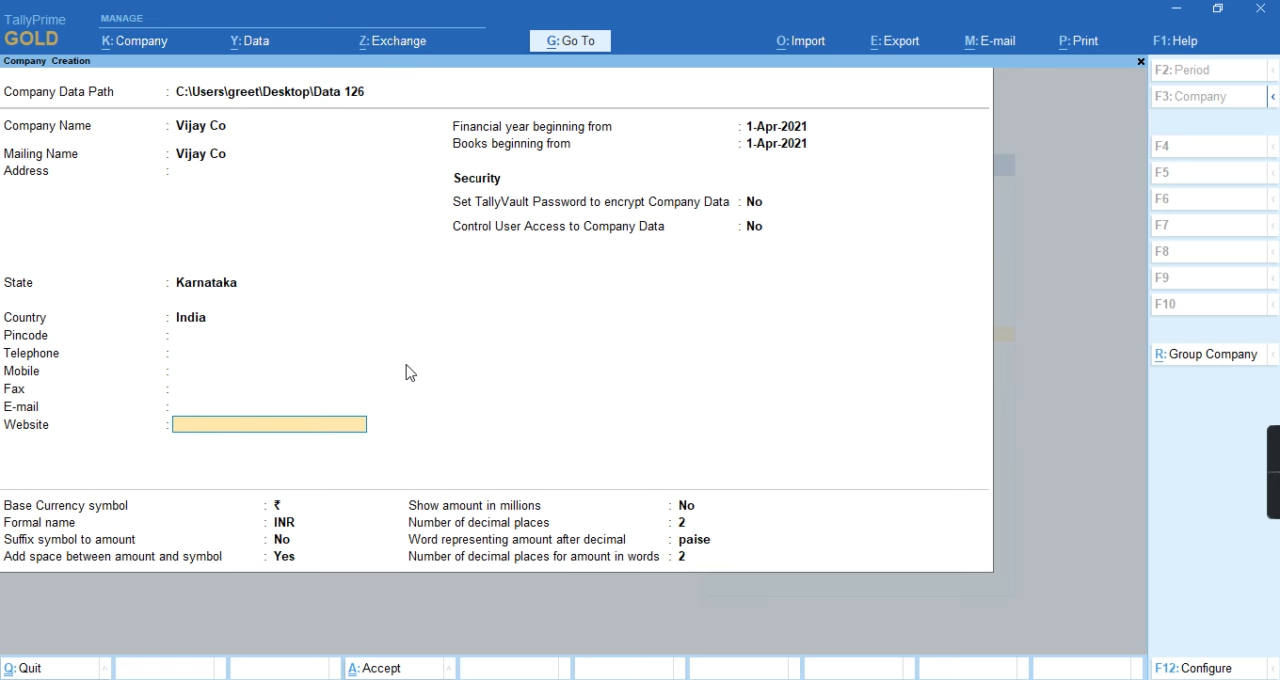 TallyPrime
GOLD
MANAGE
K: Company
Y: Data
Z: Exchange
G: Go To
O: Import
E: Export
M: E-mail
P: Print
F1: Help
Company Creation
Company Data Path : C:\Users\greet\Desktop\Data 126
Company Name : Vijay Co
Mailing Name : Vijay Co
Address :
State : Karnataka
Country : India
Pincode :
Telephone :
Mobile :
Fax :
E-mail :
Website :
Financial year beginning from : 1-Apr-2021
Books beginning from : 1-Apr-2021
Security
Set TallyVault Password to encrypt Company Data : No
Control User Access to Company Data : No
Base Currency symbol : ₹
Formal name : INR
Suffix symbol to amount : No
Add space between amount and symbol : Yes
Show amount in millions : No
Number of decimal places : 2
Word representing amount after decimal : paise
Number of decimal places for amount in words : 2
F2: Period
F3: Company
F4
F5
F6
F7
F8
F9
F10
R: Group Company
Q: Quit
A: Accept
F12: Configure